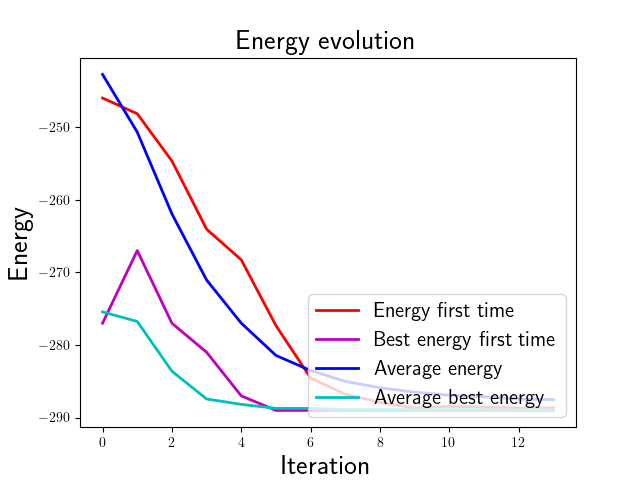 Energy evolution
Energy
−250
−260
−270
−280
−290
Energy first time
Best energy first time
Average energy
Average best energy
0 2 4 6 8 10 12
Iteration